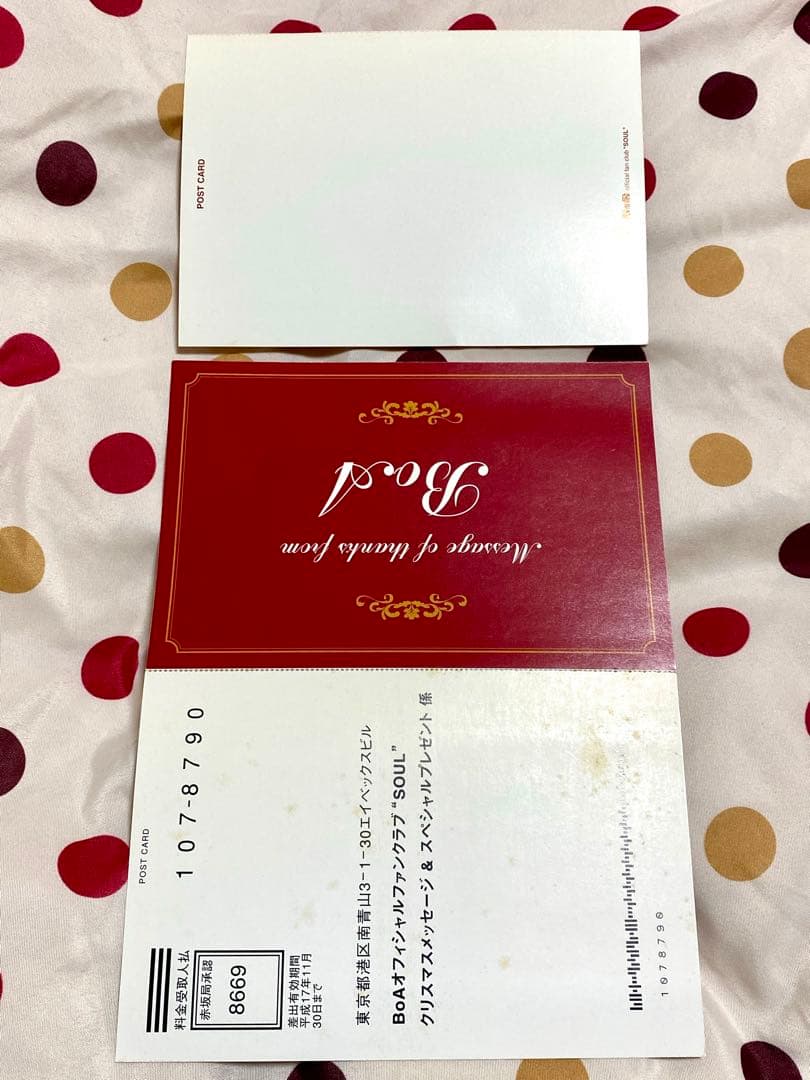 POST CARD
official fan club "SOUL"
Message of thanks from
BoA
POST CARD
107-8790
料金受取人払
赤坂局承認
8669
差出有効期間
平成17年11月
30日まで
東京都港区南青山3-1-30エイベックスビル
BoAオフィシャルファンクラブ“SOUL”
クリスマスメッセージ & スペシャルプレゼント 係
1078790